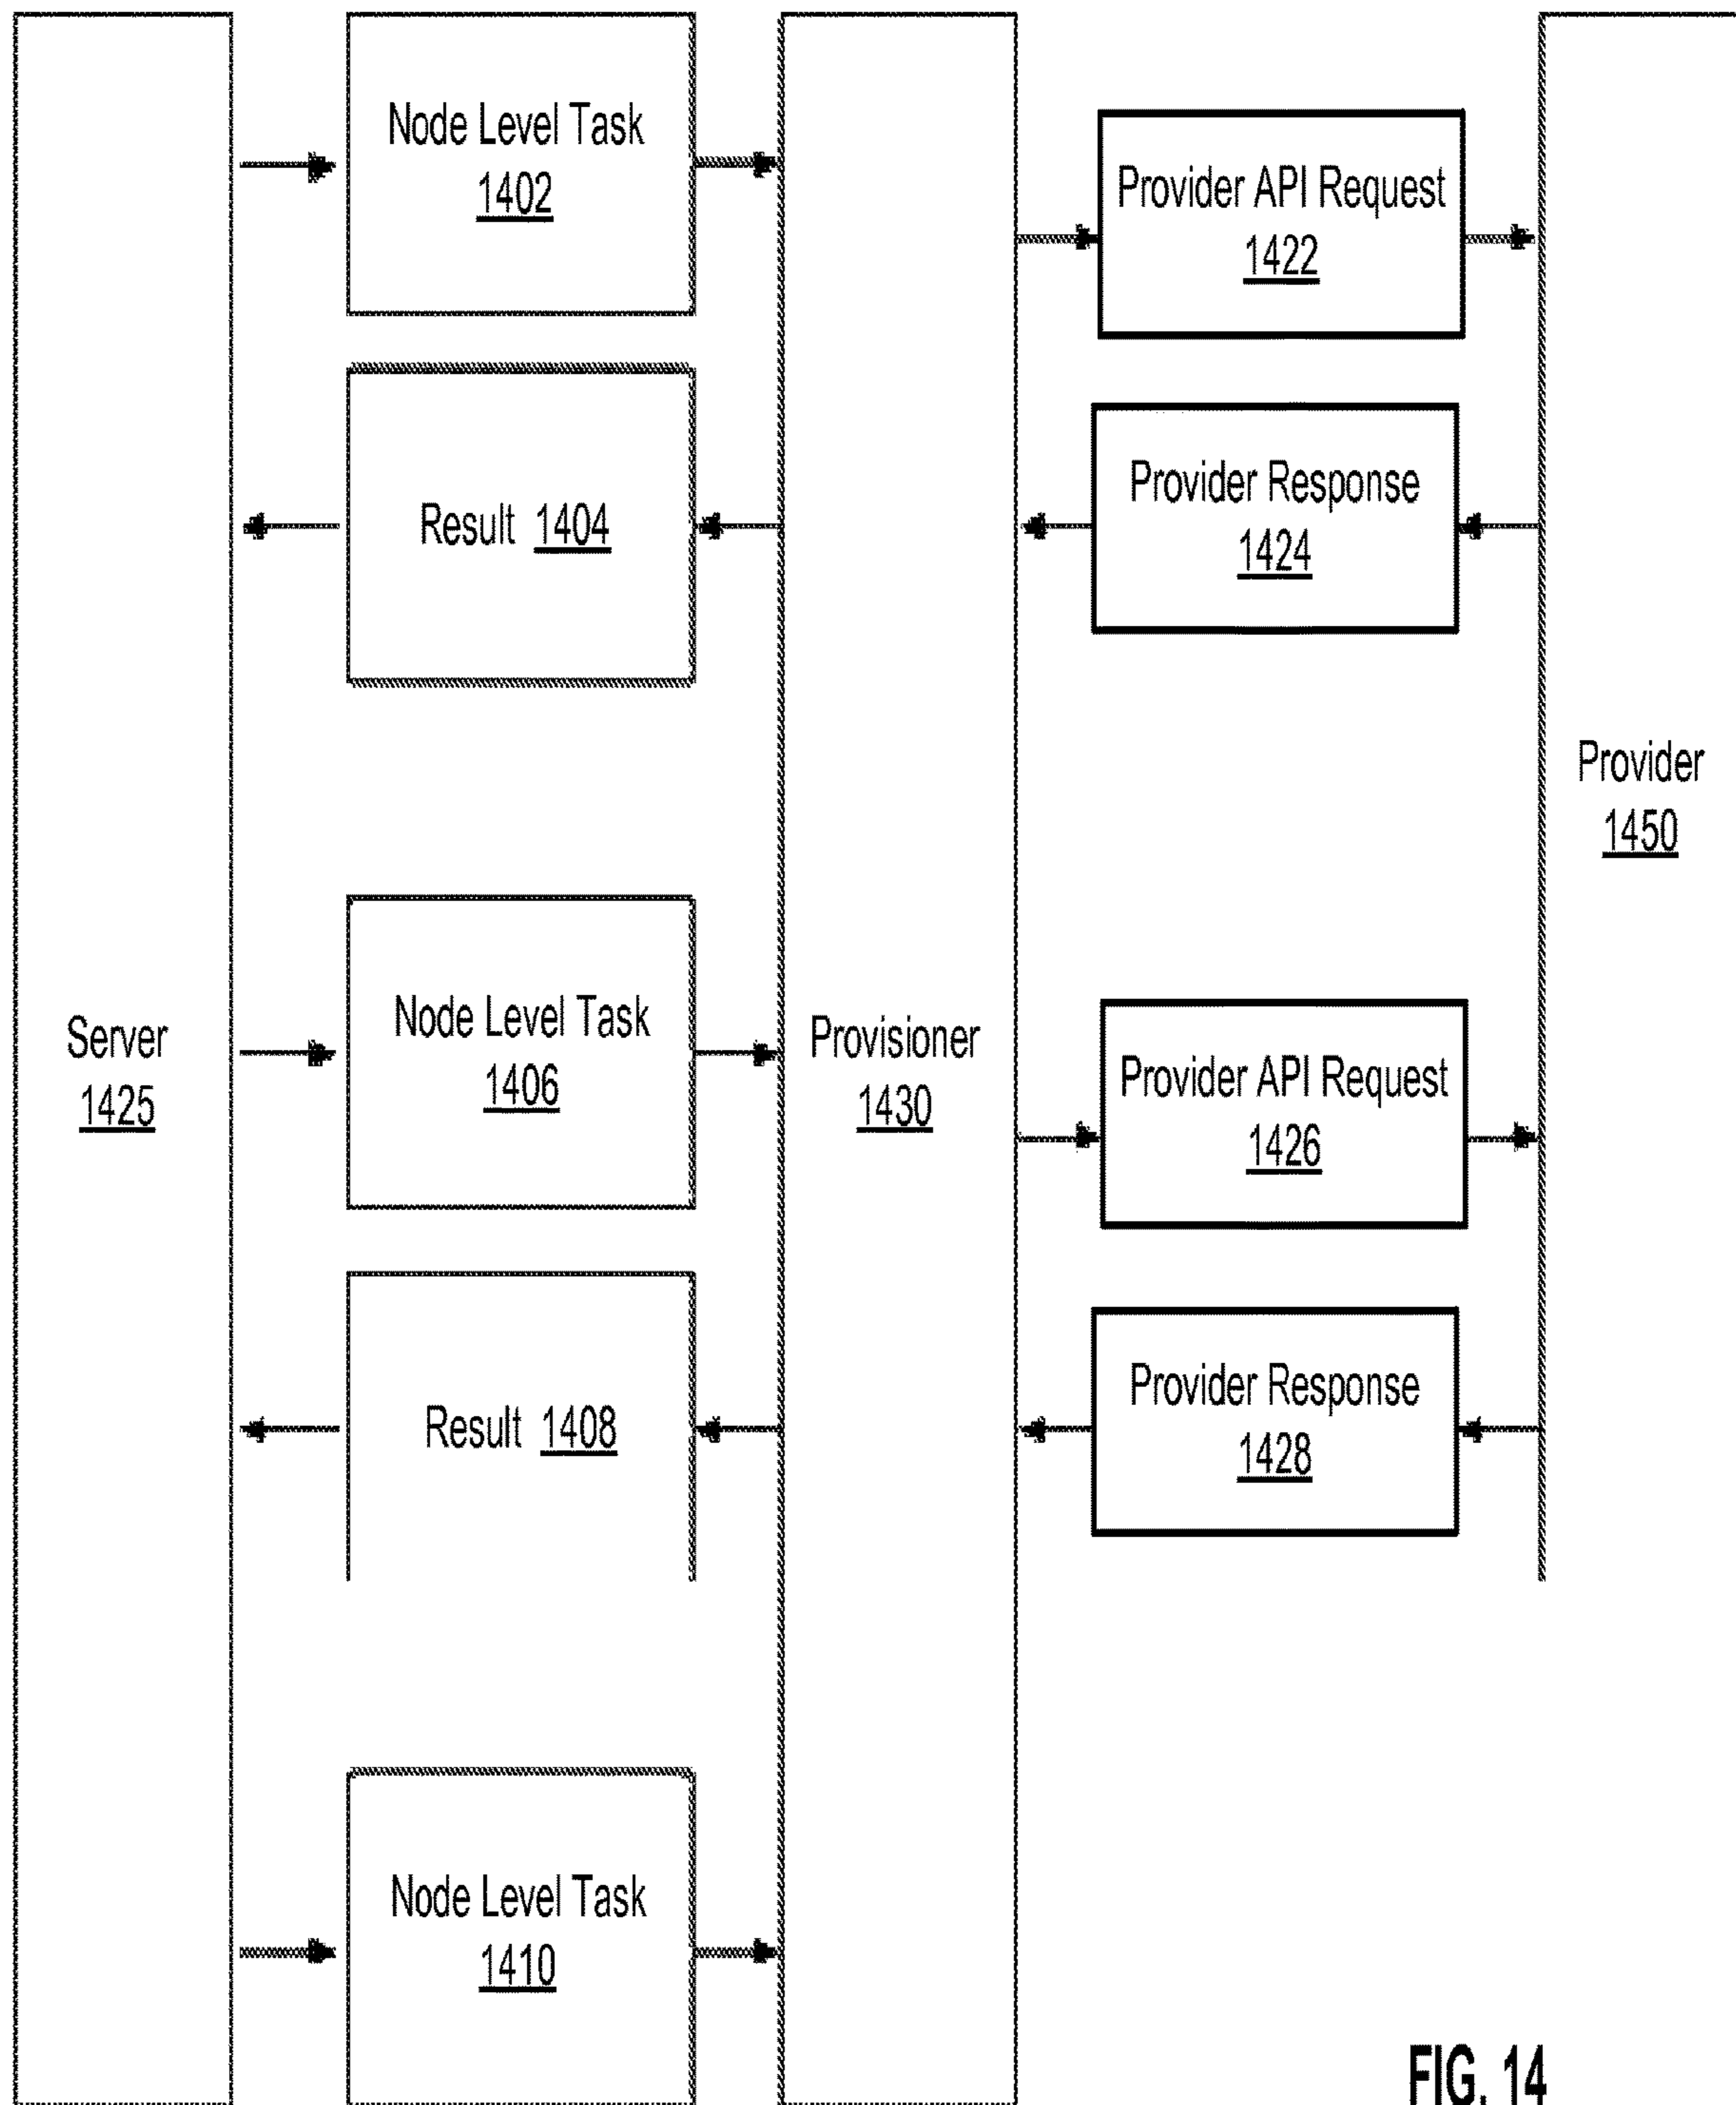 Node Level Task
1402
Provider API Request
1422
Result 1404
Provider Response
1424
Provider
1450
Server
1425
Node Level Task
1406
Provisioner
1430
Provider API Request
1426
Result 1408
Provider Response
1428
Node Level Task
1410
FIG. 14